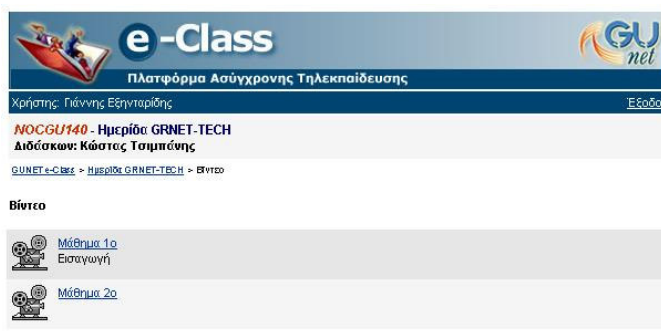 e-Class
GU
net
Πλατφόρμα Ασύγχρονης Τηλεκπαίδευσης
Χρήστης: Γιάννης Εξηνταρίδης Έξοδο
NOCGU140 - Ημερίδα GRNET-TECH
Διδάσκων: Κώστας Τσιμπάνης
GUNET e-Class > Ημερίδα GRNET-TECH > Βίντεο
Βίντεο
Μάθημα 1ο
Εισαγωγή
Μάθημα 2ο